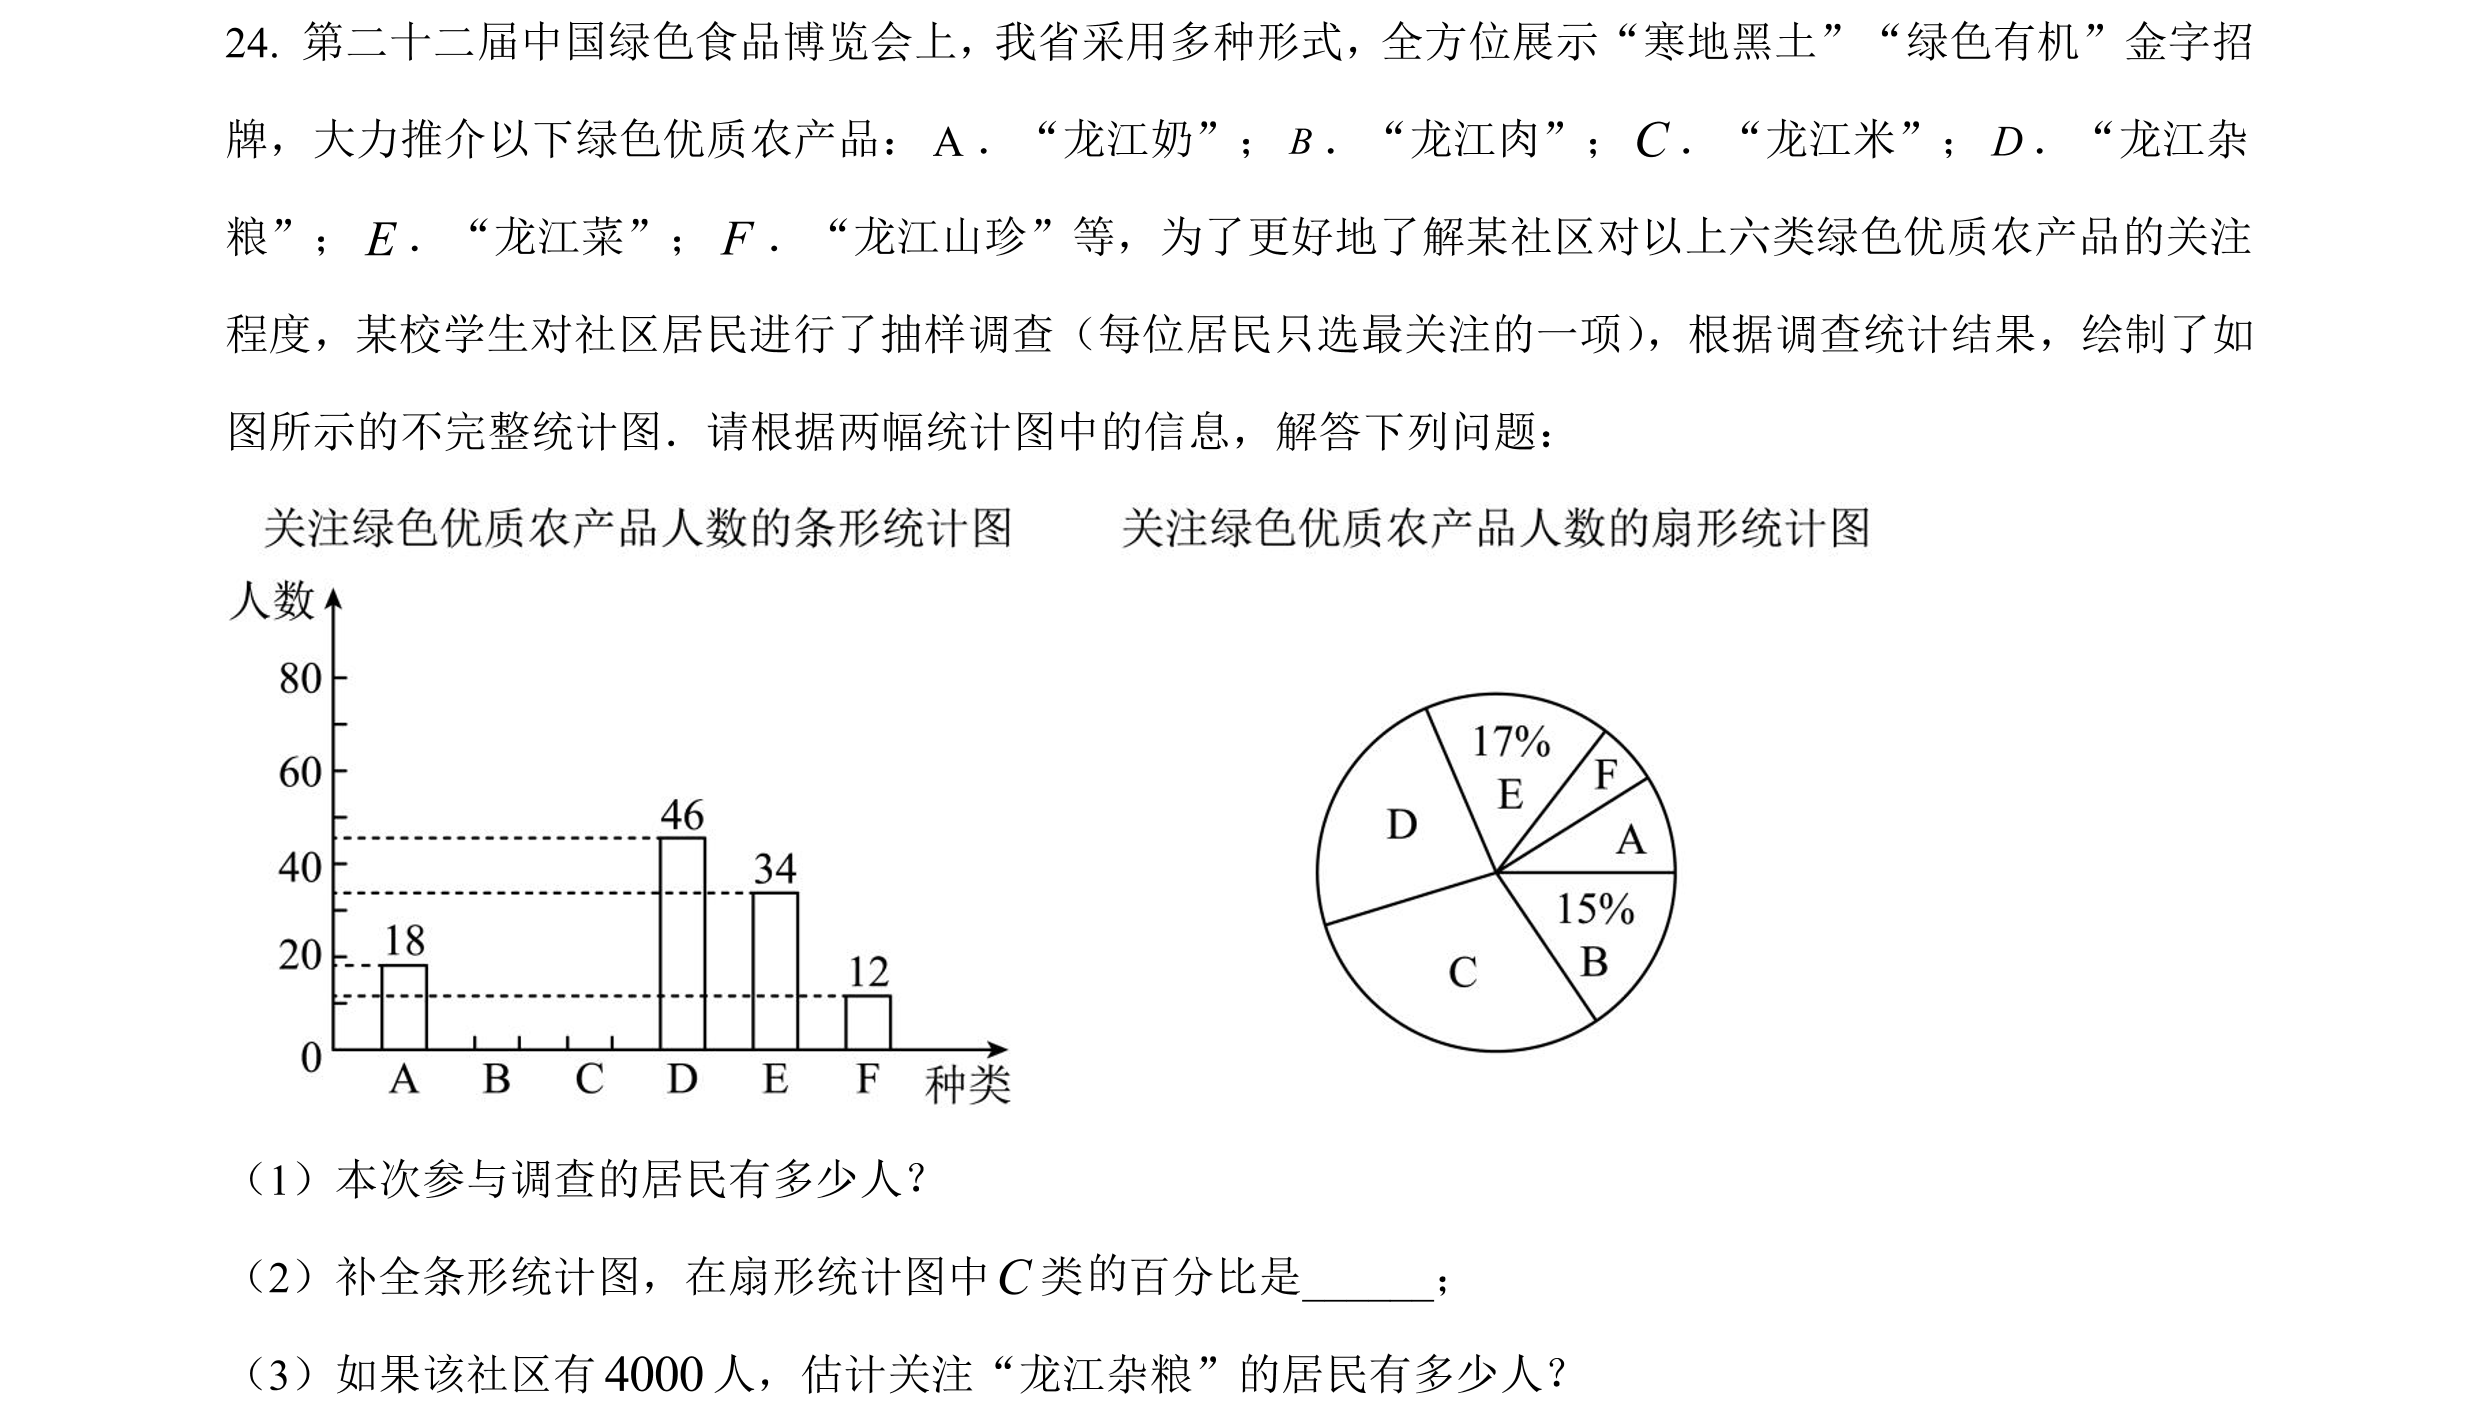 24. 第二十二届中国绿色食品博览会上，我省采用多种形式，全方位展示“寒地黑土”“绿色有机”金字招
牌，大力推介以下绿色优质农产品：A．“龙江奶”；B．“龙江肉”；C．“龙江米”；D．“龙江杂
粮”；E．“龙江菜”；F．“龙江山珍”等，为了更好地了解某社区对以上六类绿色优质农产品的关注
程度，某校学生对社区居民进行了抽样调查（每位居民只选最关注的一项），根据调查统计结果，绘制了如
图所示的不完整统计图．请根据两幅统计图中的信息，解答下列问题：
关注绿色优质农产品人数的条形统计图
人数
80
60
40
20
0
18
46
34
12
A B C D E F 种类
关注绿色优质农产品人数的扇形统计图
17%
E
F
D
A
15%
B
C
（1）本次参与调查的居民有多少人？
（2）补全条形统计图，在扇形统计图中C类的百分比是______；
（3）如果该社区有4000人，估计关注“龙江杂粮”的居民有多少人？